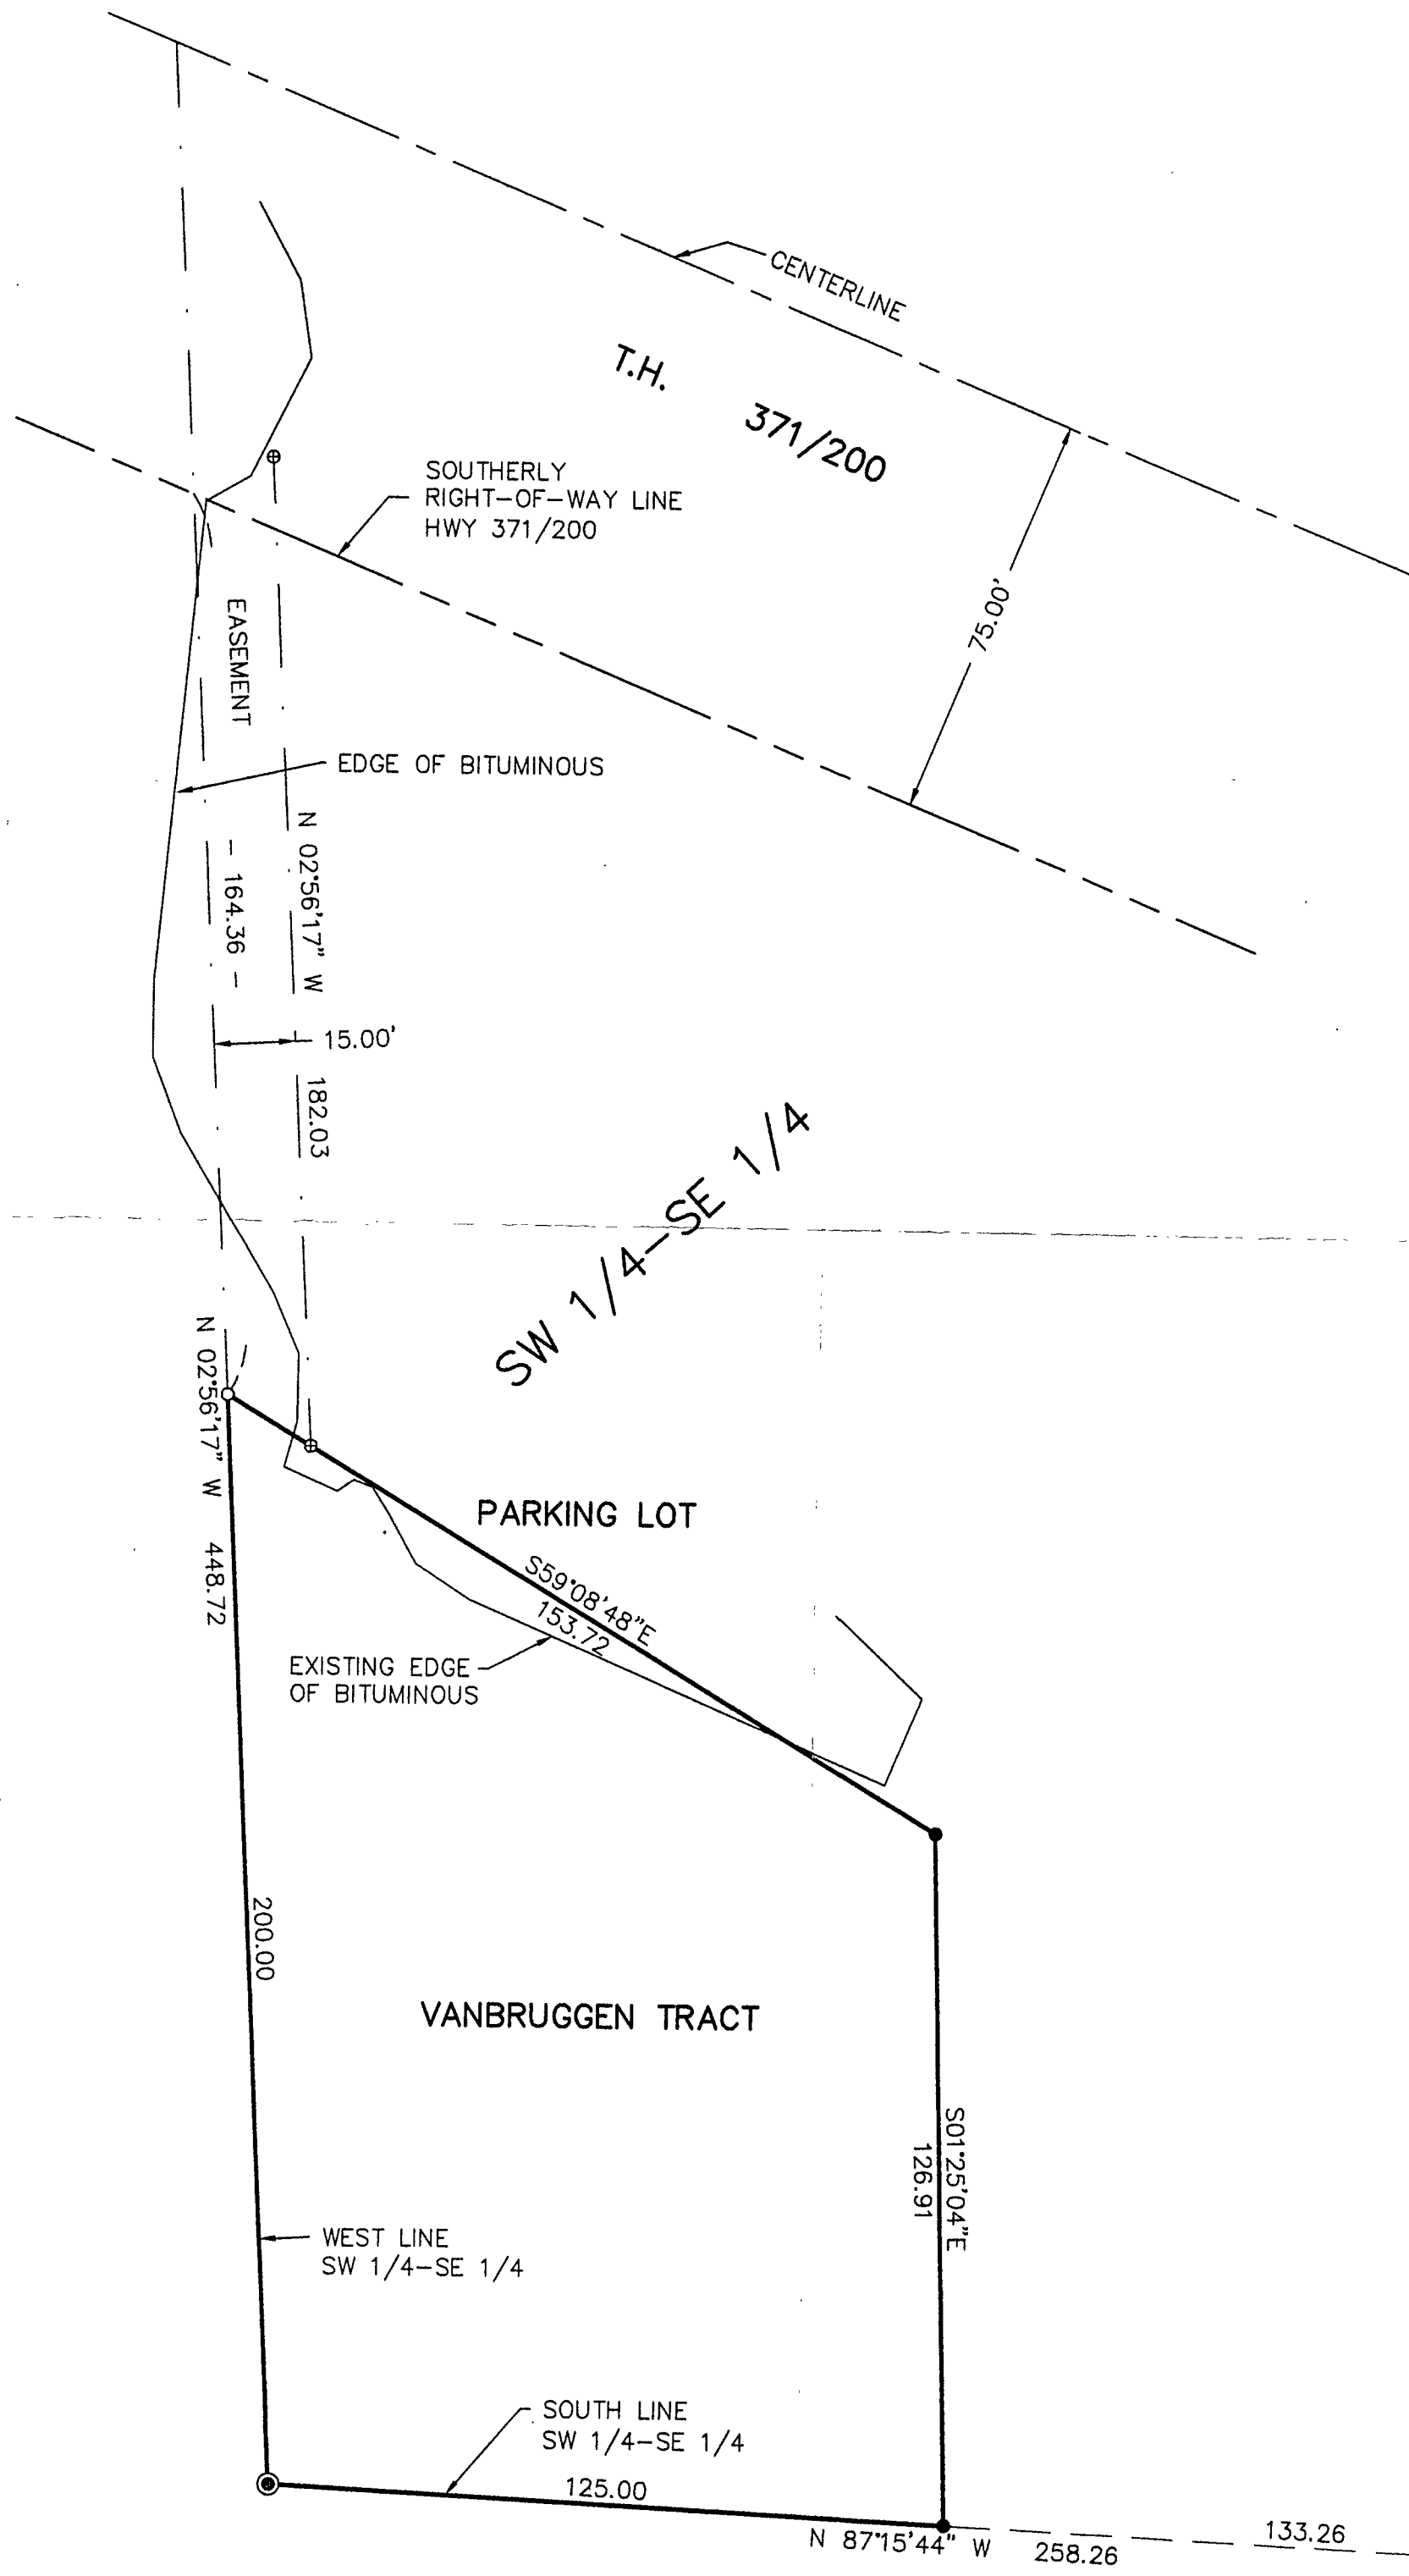 CENTERLINE
T.H. 371/200
SOUTHERLY
RIGHT-OF-WAY LINE
HWY 371/200
75.00'
EASEMENT
EDGE OF BITUMINOUS
N 02°56'17" W
- 164.36 -
15.00'
182.03
SW 1/4-SE 1/4
N 02°56'17" W 448.72
PARKING LOT
S59°08'48"E
153.72
EXISTING EDGE
OF BITUMINOUS
200.00
VANBRUGGEN TRACT
S01°25'04"E
126.91
WEST LINE
SW 1/4-SE 1/4
SOUTH LINE
SW 1/4-SE 1/4
125.00
N 87°15'44" W 258.26
133.26